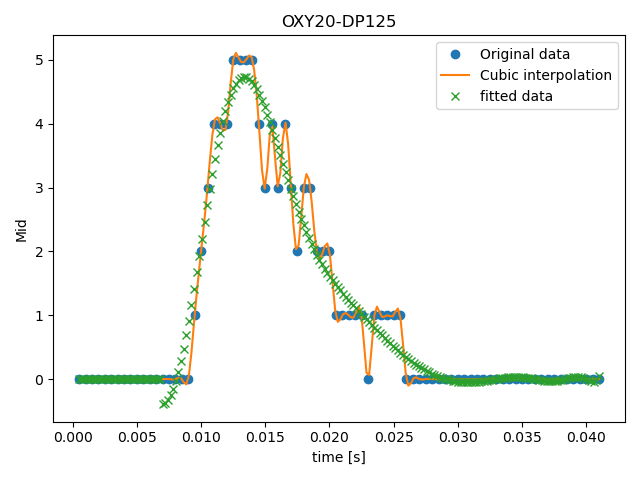 OXY20-DP125
Original data
Cubic interpolation
fitted data
Mid
5
4
3
2
1
0
0.000 0.005 0.010 0.015 0.020 0.025 0.030 0.035 0.040
time [s]